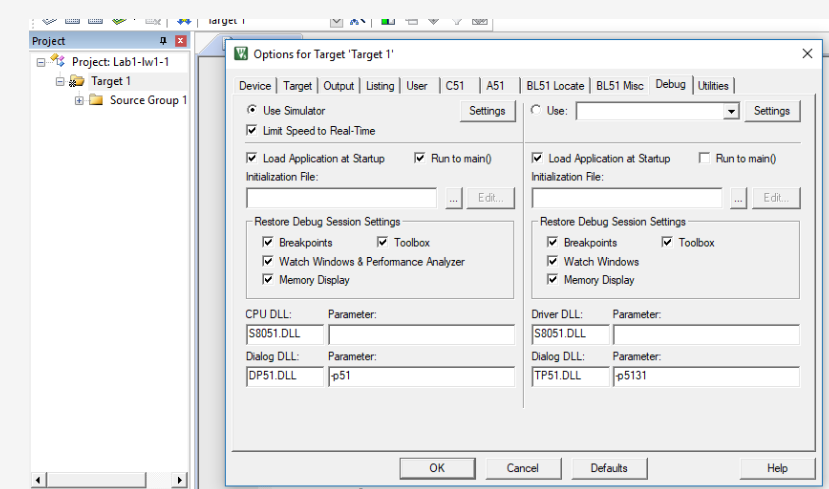 Target 1
Project
Project: Lab1-lw1-1
Target 1
Source Group 1
Options for Target 'Target 1'
Device Target Output Listing User C51 A51 BL51 Locate BL51 Misc Debug Utilities
Use Simulator Settings
Limit Speed to Real-Time
Use: Settings
Load Application at Startup Run to main()
Initialization File:
... Edit...
Restore Debug Session Settings
Breakpoints Toolbox
Watch Windows & Performance Analyzer
Memory Display
CPU DLL: Parameter:
S8051.DLL
Dialog DLL: Parameter:
DP51.DLL -p51
Load Application at Startup Run to main()
Initialization File:
... Edit...
Restore Debug Session Settings
Breakpoints Toolbox
Watch Windows
Memory Display
Driver DLL: Parameter:
S8051.DLL
Dialog DLL: Parameter:
TP51.DLL -p5131
OK Cancel Defaults Help